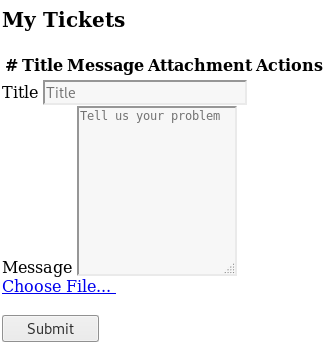 My Tickets
# Title Message Attachment Actions
Title Title
Tell us your problem
Message
Choose File...
Submit